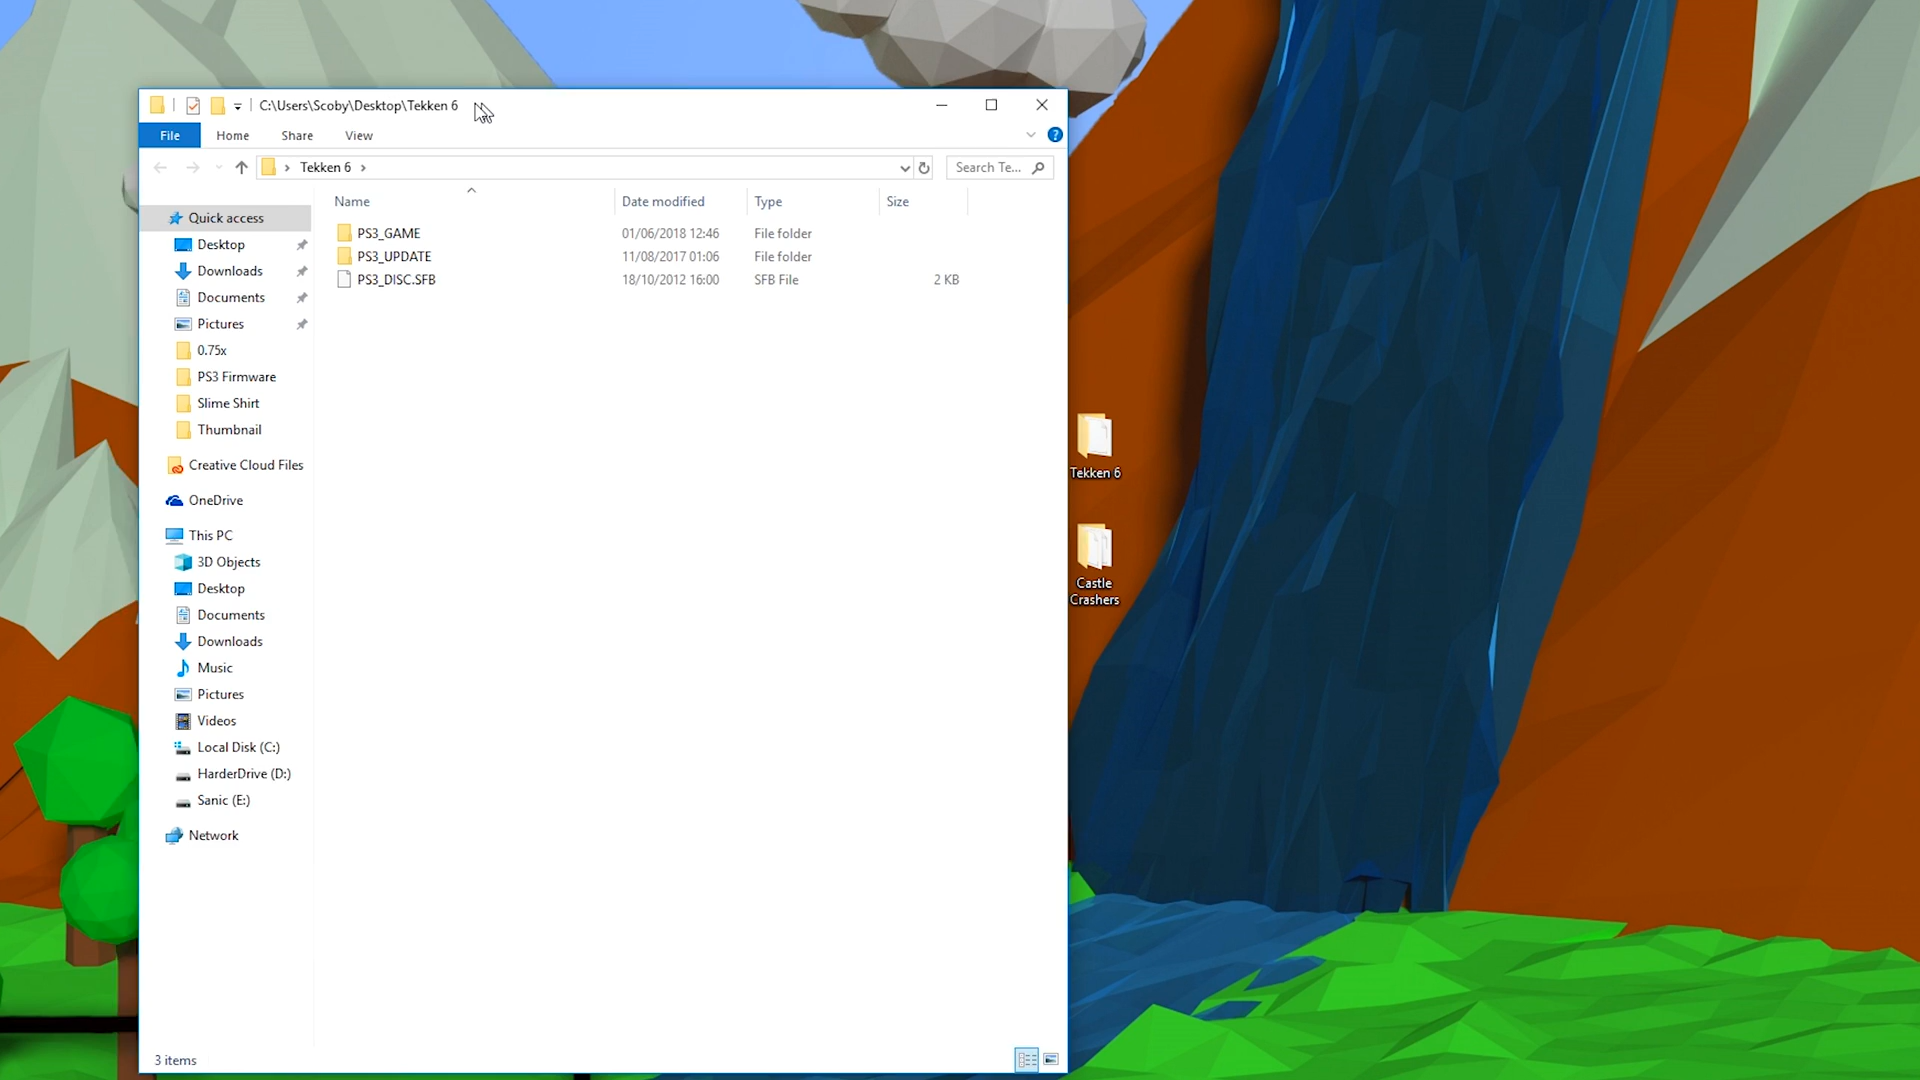 C:\Users\Scoby\Desktop\Tekken 6
File Home Share View
Tekken 6
Search Te...
Name Date modified Type Size
PS3_GAME 01/06/2018 12:46 File folder
PS3_UPDATE 11/08/2017 01:06 File folder
PS3_DISC.SFB 18/10/2012 16:00 SFB File 2 KB
Quick access
Desktop
Downloads
Documents
Pictures
0.75x
PS3 Firmware
Slime Shirt
Thumbnail
Creative Cloud Files
OneDrive
This PC
3D Objects
Desktop
Documents
Downloads
Music
Pictures
Videos
Local Disk (C:)
HarderDrive (D:)
Sanic (E:)
Network
3 items
Tekken 6
Castle
Crashers